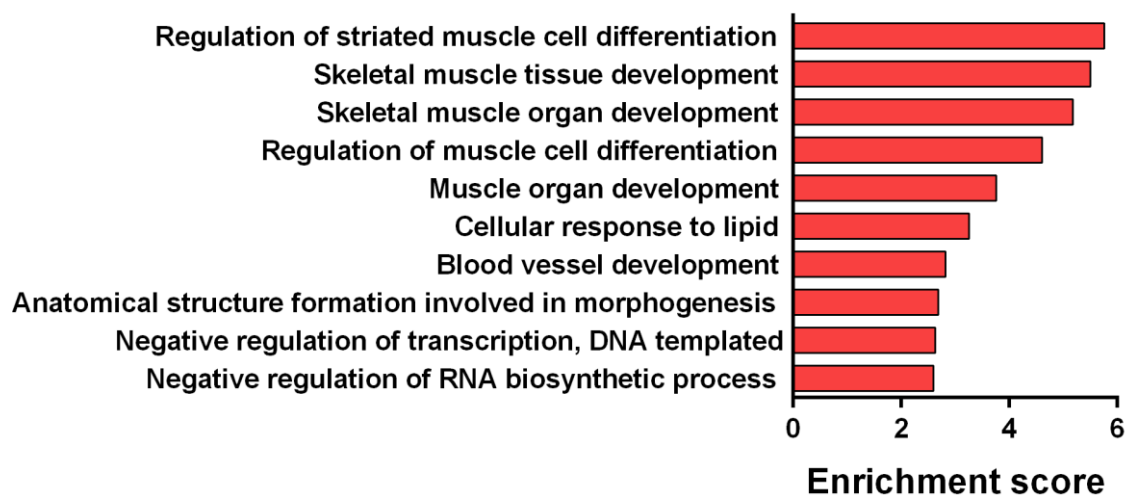 Regulation of striated muscle cell differentiation
Skeletal muscle tissue development
Skeletal muscle organ development
Regulation of muscle cell differentiation
Muscle organ development
Cellular response to lipid
Blood vessel development
Anatomical structure formation involved in morphogenesis
Negative regulation of transcription, DNA templated
Negative regulation of RNA biosynthetic process
0 2 4 6
Enrichment score